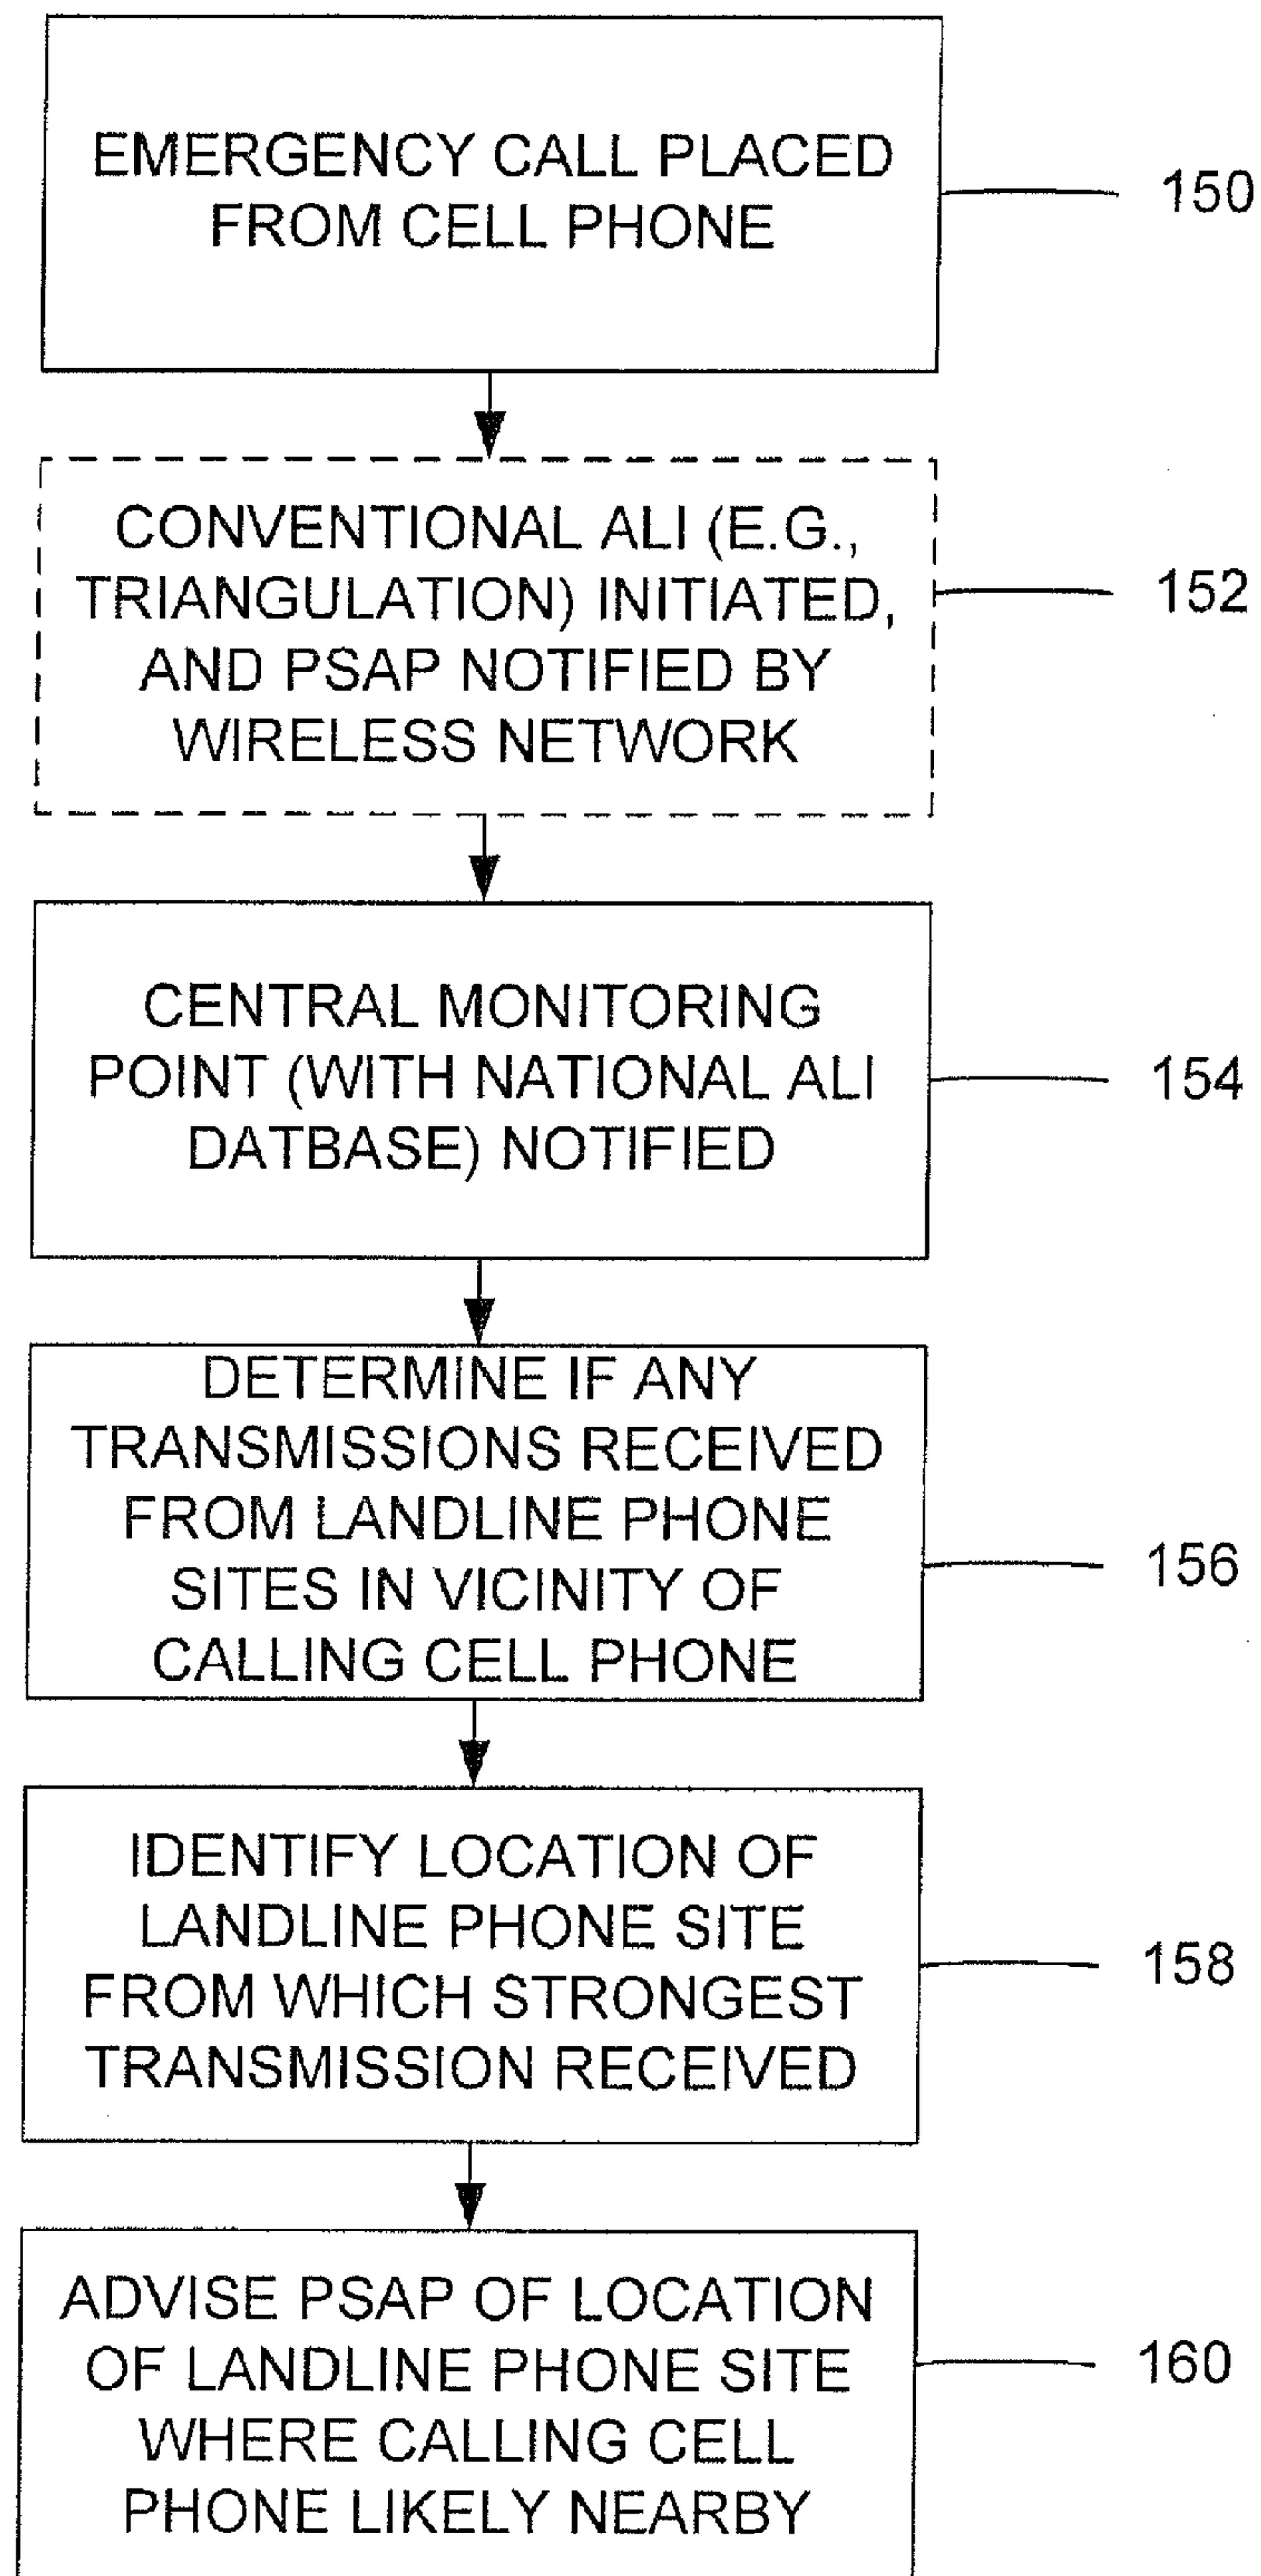 EMERGENCY CALL PLACED
FROM CELL PHONE
150
CONVENTIONAL ALI (E.G.,
TRIANGULATION) INITIATED,
AND PSAP NOTIFIED BY
WIRELESS NETWORK
152
CENTRAL MONITORING
POINT (WITH NATIONAL ALI
DATBASE) NOTIFIED
154
DETERMINE IF ANY
TRANSMISSIONS RECEIVED
FROM LANDLINE PHONE
SITES IN VICINITY OF
CALLING CELL PHONE
156
IDENTIFY LOCATION OF
LANDLINE PHONE SITE
FROM WHICH STRONGEST
TRANSMISSION RECEIVED
158
ADVISE PSAP OF LOCATION
OF LANDLINE PHONE SITE
WHERE CALLING CELL
PHONE LIKELY NEARBY
160